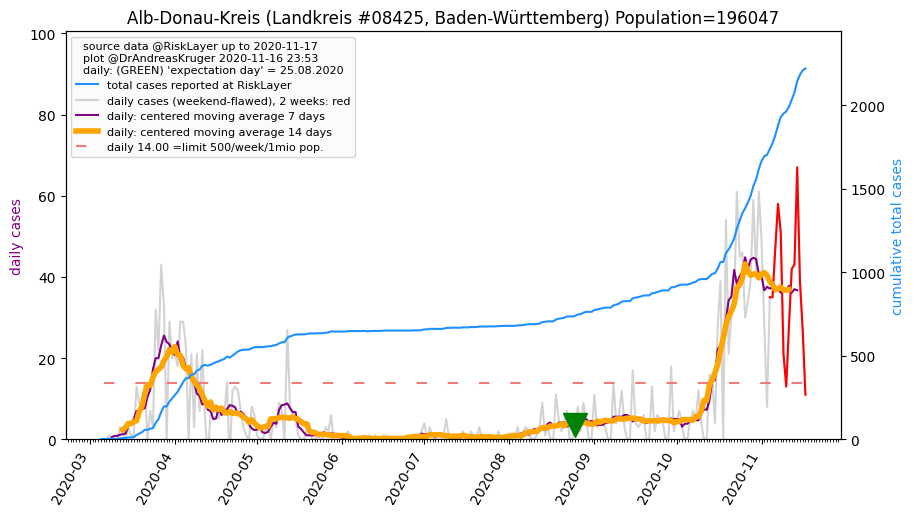 Alb-Donau-Kreis (Landkreis #08425, Baden-Württemberg) Population=196047
source data @RiskLayer up to 2020-11-17
plot @DrAndreasKruger 2020-11-16 23:53
daily: (GREEN) 'expectation day' = 25.08.2020
total cases reported at RiskLayer
daily cases (weekend-flawed), 2 weeks: red
daily: centered moving average 7 days
daily: centered moving average 14 days
daily 14.00 =limit 500/week/1mio pop.
daily cases
100
80
60
40
20
0
cumulative total cases
2000
1500
1000
500
0
2020-03
2020-04
2020-05
2020-06
2020-07
2020-08
2020-09
2020-10
2020-11